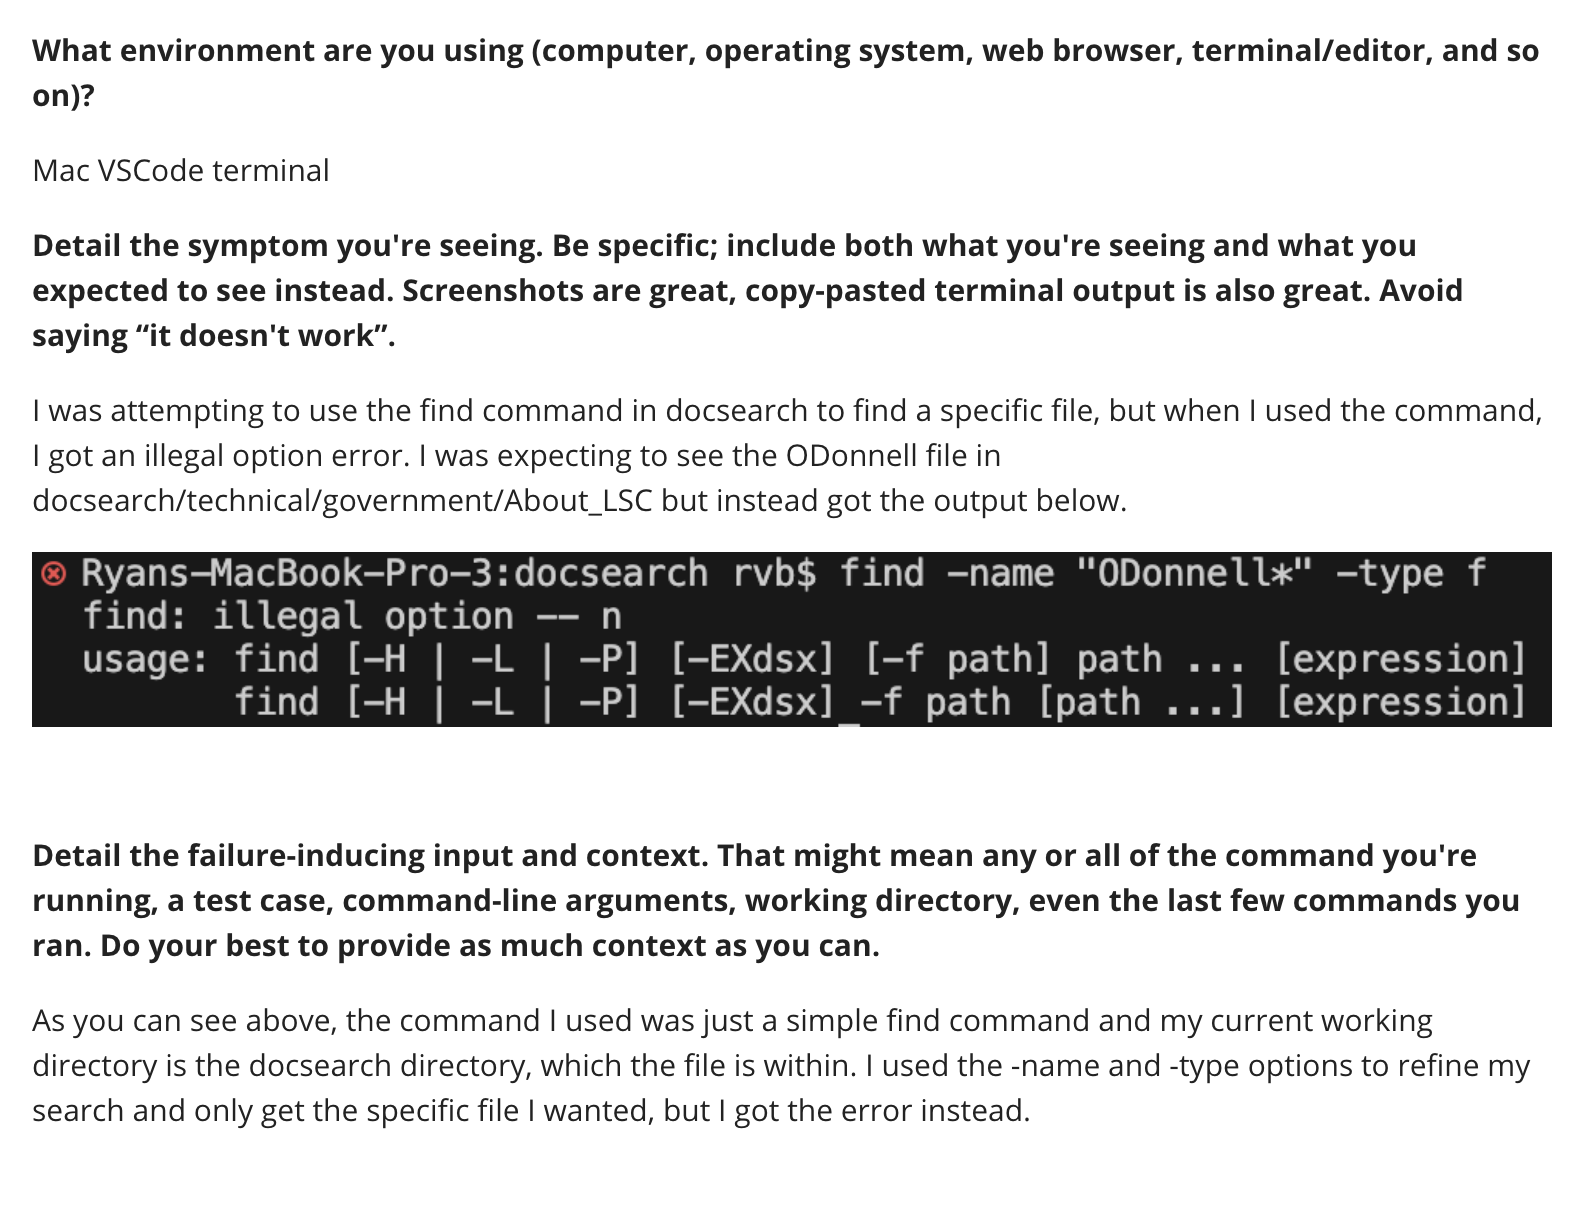 What environment are you using (computer, operating system, web browser, terminal/editor, and so
on)?
Mac VSCode terminal
Detail the symptom you're seeing. Be specific; include both what you're seeing and what you
expected to see instead. Screenshots are great, copy-pasted terminal output is also great. Avoid
saying “it doesn't work”.
I was attempting to use the find command in docsearch to find a specific file, but when I used the command,
I got an illegal option error. I was expecting to see the ODonnell file in
docsearch/technical/government/About_LSC but instead got the output below.
Ryans-MacBook-Pro-3:docsearch rvb$ find -name "ODonnell*" -type f
find: illegal option -- n
usage: find [-H | -L | -P] [-EXdsx] [-f path] path ... [expression]
find [-H | -L | -P] [-EXdsx] -f path [path ...] [expression]
Detail the failure-inducing input and context. That might mean any or all of the command you're
running, a test case, command-line arguments, working directory, even the last few commands you
ran. Do your best to provide as much context as you can.
As you can see above, the command I used was just a simple find command and my current working
directory is the docsearch directory, which the file is within. I used the -name and -type options to refine my
search and only get the specific file I wanted, but I got the error instead.